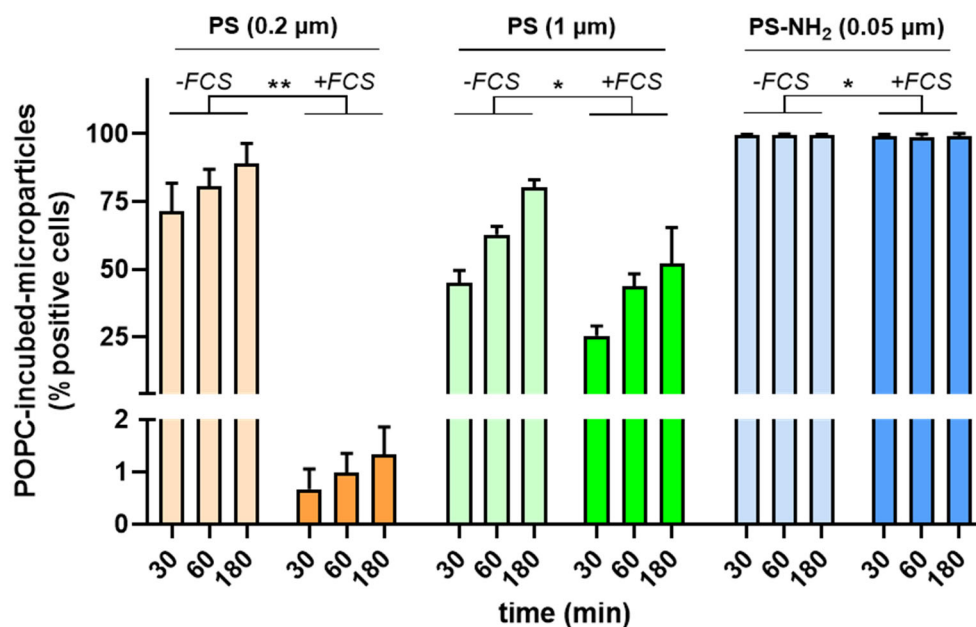 PS (0.2 µm) PS (1 µm) PS-NH₂ (0.05 µm)
-FCS ** +FCS -FCS * +FCS -FCS * +FCS
POPC-incubed-microparticles
(% positive cells)
100
75
50
25
2
1
0
30 60 180 30 60 180 30 60 180 30 60 180 30 60 180 30 60 180
time (min)